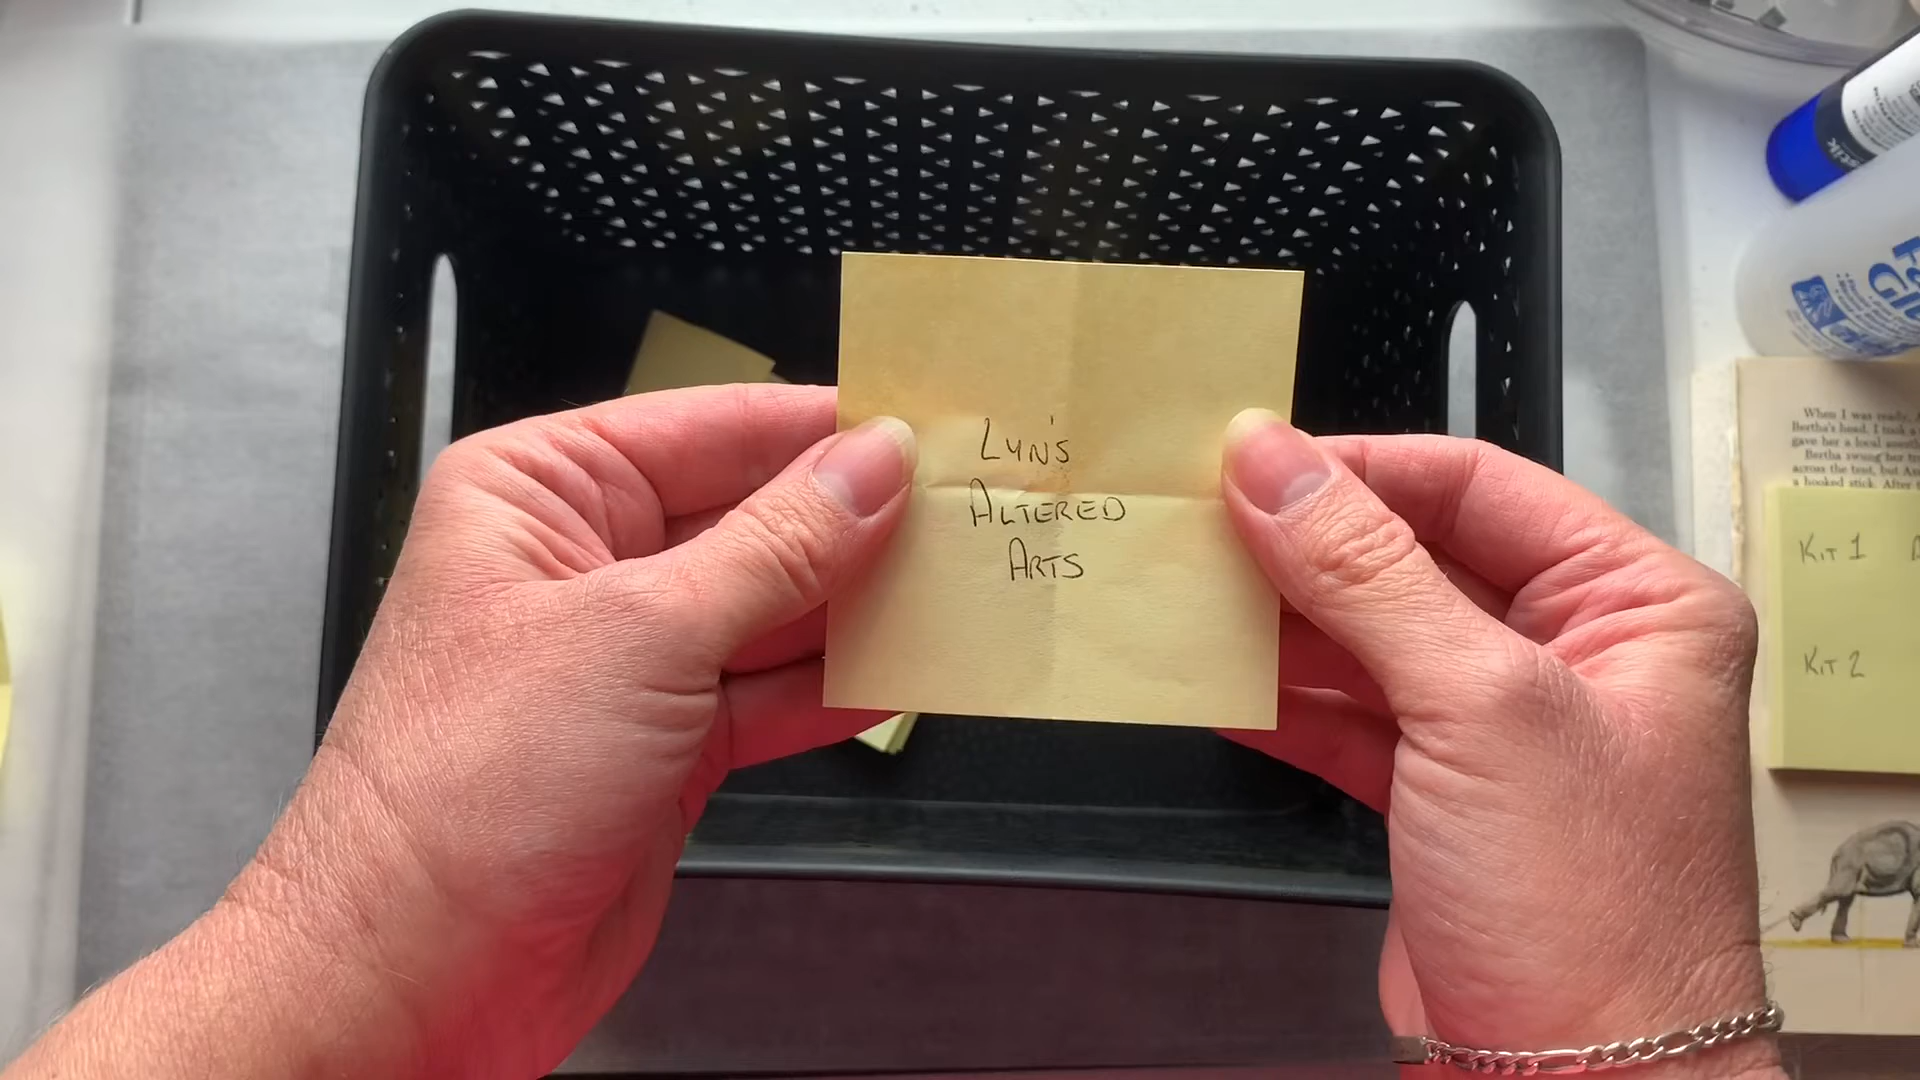 Lyn's
Altered
Arts
When I was ready,
Bertha's head. I took a
gave her a local
Bertha swung her
across the tent, but
a hooked stick. After
Kit 1
Kit 2